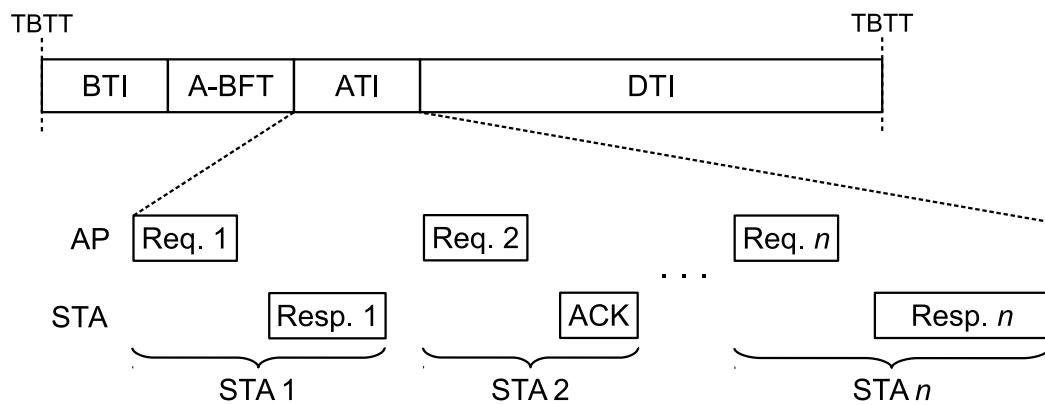 TBTT TBTT
BTI A-BFT ATI DTI
AP Req. 1 Req. 2 Req. n
. . .
STA Resp. 1 ACK Resp. n
STA 1 STA 2 STA n